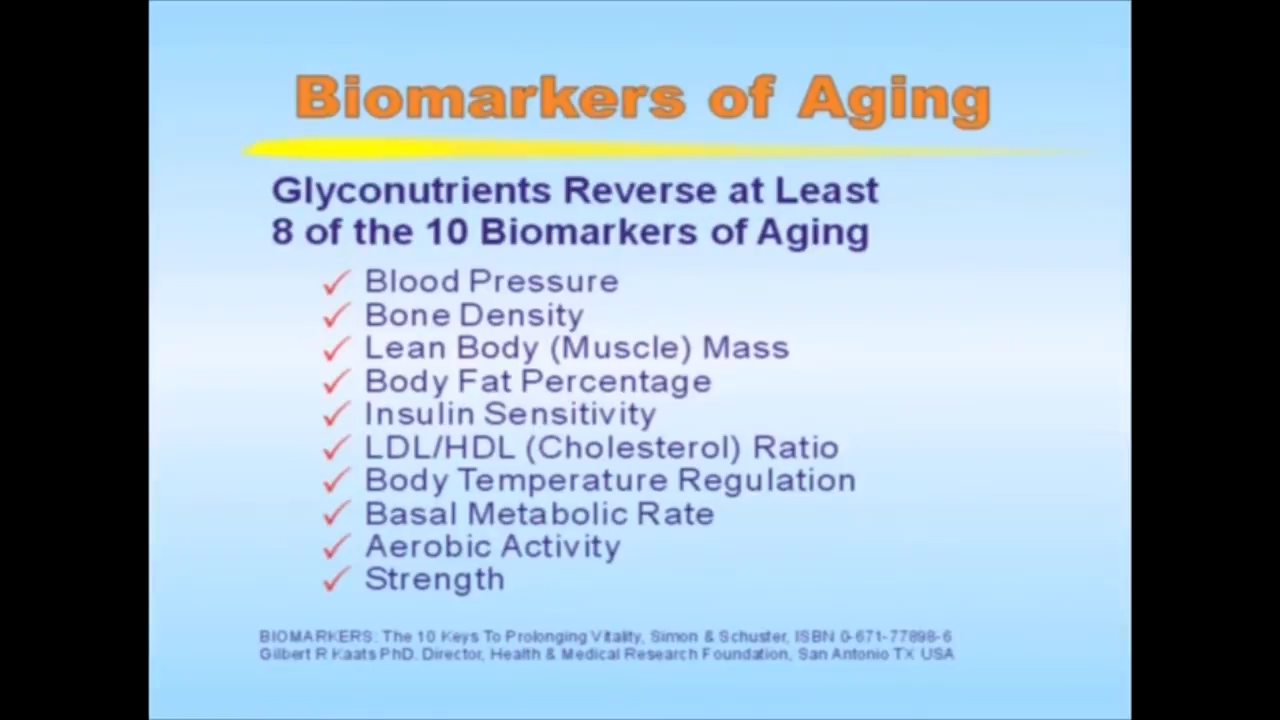 Biomarkers of Aging
Glyconutrients Reverse at Least
8 of the 10 Biomarkers of Aging
✓ Blood Pressure
✓ Bone Density
✓ Lean Body (Muscle) Mass
✓ Body Fat Percentage
✓ Insulin Sensitivity
✓ LDL/HDL (Cholesterol) Ratio
✓ Body Temperature Regulation
✓ Basal Metabolic Rate
✓ Aerobic Activity
✓ Strength
BIOMARKERS: The 10 Keys To Prolonging Vitality, Simon & Schuster, ISBN 0-671-77898-6
Gilbert R Kaats PhD. Director, Health & Medical Research Foundation, San Antonio TX USA